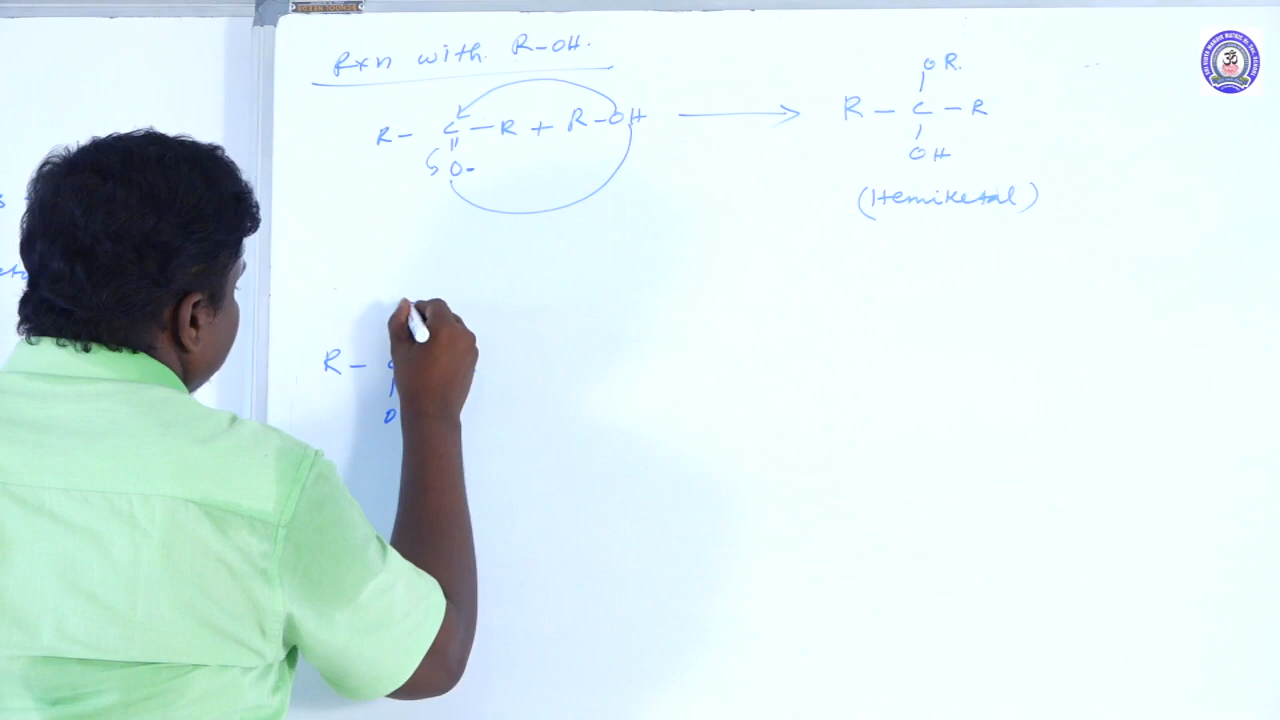 Rxn with R-OH.
OR.
R - C - R + R - OH ⟶ R - C - R
O-
OH
(Hemiketal)
R - C
O